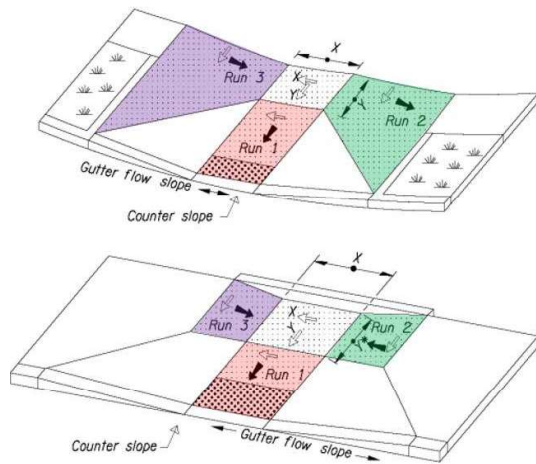 X
Run 3
X
Y
Y
Run 2
Run 1
Gutter flow slope
Counter slope
X
Run 3
X
Y
Run 2
Y*
Run 1
Counter slope
Gutter flow slope